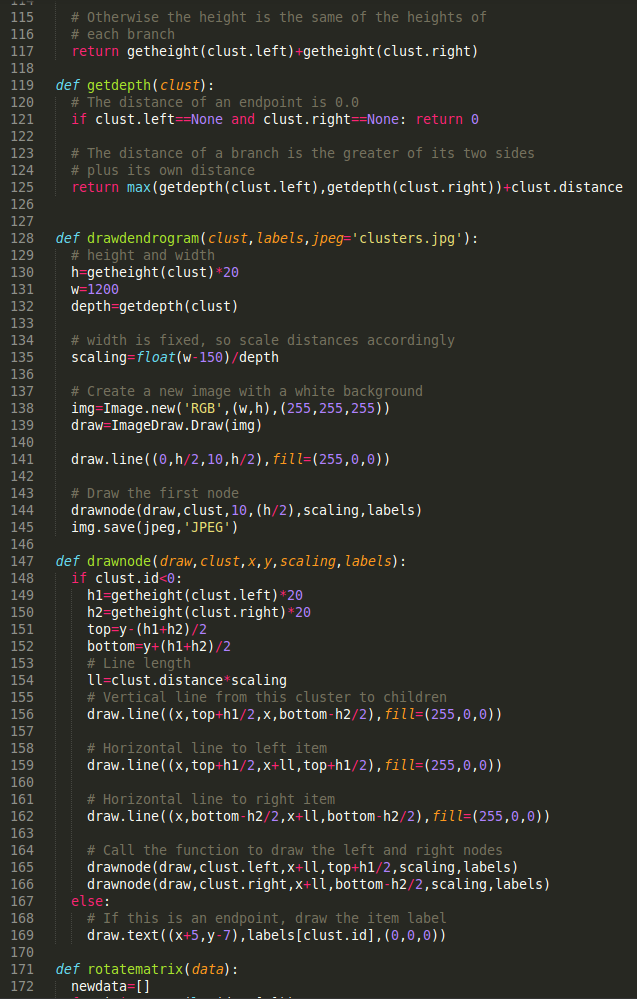 114
115 # Otherwise the height is the same of the heights of
116 # each branch
117 return getheight(clust.left)+getheight(clust.right)
118
119 def getdepth(clust):
120 # The distance of an endpoint is 0.0
121 if clust.left==None and clust.right==None: return 0
122
123 # The distance of a branch is the greater of its two sides
124 # plus its own distance
125 return max(getdepth(clust.left),getdepth(clust.right))+clust.distance
126
127
128 def drawdendrogram(clust,labels,jpeg='clusters.jpg'):
129 # height and width
130 h=getheight(clust)*20
131 w=1200
132 depth=getdepth(clust)
133
134 # width is fixed, so scale distances accordingly
135 scaling=float(w-150)/depth
136
137 # Create a new image with a white background
138 img=Image.new('RGB',(w,h),(255,255,255))
139 draw=ImageDraw.Draw(img)
140
141 draw.line((0,h/2,10,h/2),fill=(255,0,0))
142
143 # Draw the first node
144 drawnode(draw,clust,10,(h/2),scaling,labels)
145 img.save(jpeg,'JPEG')
146
147 def drawnode(draw,clust,x,y,scaling,labels):
148 if clust.id<0:
149 h1=getheight(clust.left)*20
150 h2=getheight(clust.right)*20
151 top=y-(h1+h2)/2
152 bottom=y+(h1+h2)/2
153 # Line length
154 ll=clust.distance*scaling
155 # Vertical line from this cluster to children
156 draw.line((x,top+h1/2,x,bottom-h2/2),fill=(255,0,0))
157
158 # Horizontal line to left item
159 draw.line((x,top+h1/2,x+ll,top+h1/2),fill=(255,0,0))
160
161 # Horizontal line to right item
162 draw.line((x,bottom-h2/2,x+ll,bottom-h2/2),fill=(255,0,0))
163
164 # Call the function to draw the left and right nodes
165 drawnode(draw,clust.left,x+ll,top+h1/2,scaling,labels)
166 drawnode(draw,clust.right,x+ll,bottom-h2/2,scaling,labels)
167 else:
168 # If this is an endpoint, draw the item label
169 draw.text((x+5,y-7),labels[clust.id],(0,0,0))
170
171 def rotatematrix(data):
172 newdata=[]